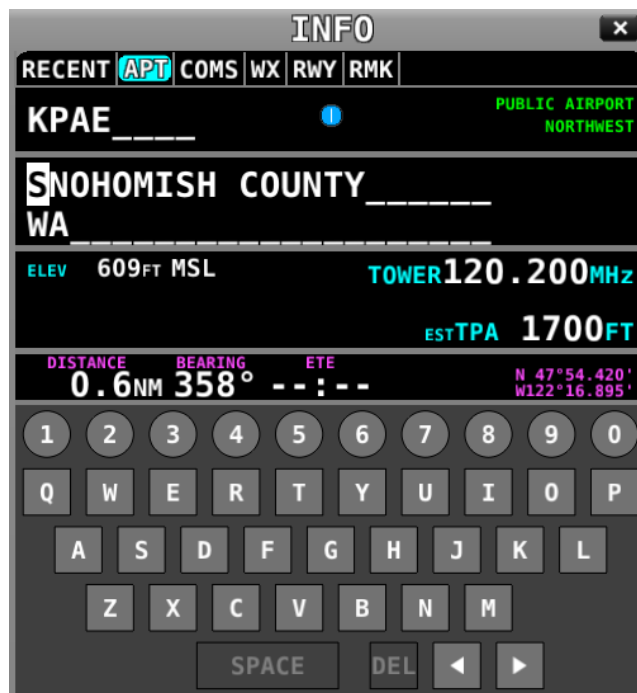 INFO
RECENT APT COMS WX RWY RMK
KPAE____
PUBLIC AIRPORT
NORTHWEST
SNOHOMISH COUNTY______
WA____________________
ELEV 609FT MSL
TOWER120.200MHz
ESTTPA 1700FT
DISTANCE BEARING ETE
0.6NM 358° --:--
N 47°54.420'
W122°16.895'
1 2 3 4 5 6 7 8 9 0
Q W E R T Y U I O P
A S D F G H J K L
Z X C V B N M
SPACE DEL